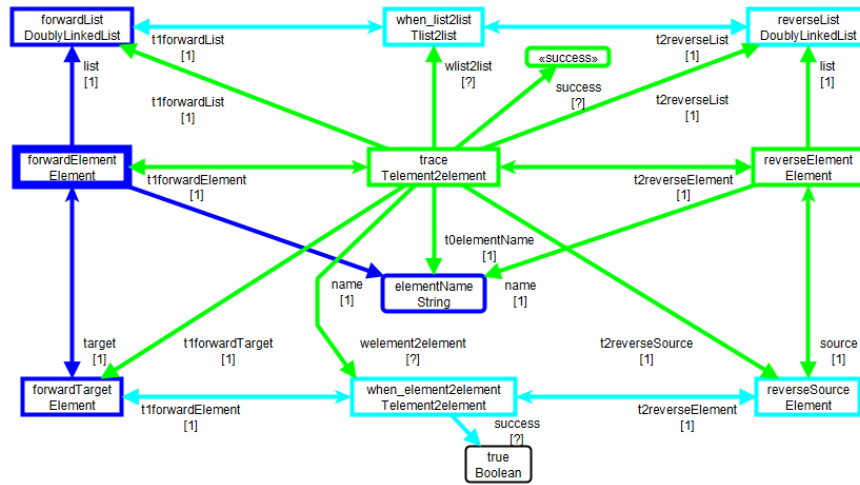 forwardList
DoublyLinkedList
when_list2list
Tlist2list
reverseList
DoublyLinkedList
t1forwardList
[1]
t2reverseList
[1]
list
[1]
t1forwardList
[1]
wlist2list
[?]
«success»
success
[?]
t2reverseList
[1]
list
[1]
forwardElement
Element
t1forwardElement
[1]
trace
Telement2element
t2reverseElement
[1]
reverseElement
Element
t0elementName
[1]
name
[1]
elementName
String
name
[1]
target
[1]
t1forwardTarget
[1]
welement2element
[?]
t2reverseSource
[1]
source
[1]
forwardTarget
Element
t1forwardElement
[1]
when_element2element
Telement2element
t2reverseElement
[1]
reverseSource
Element
success
[?]
true
Boolean